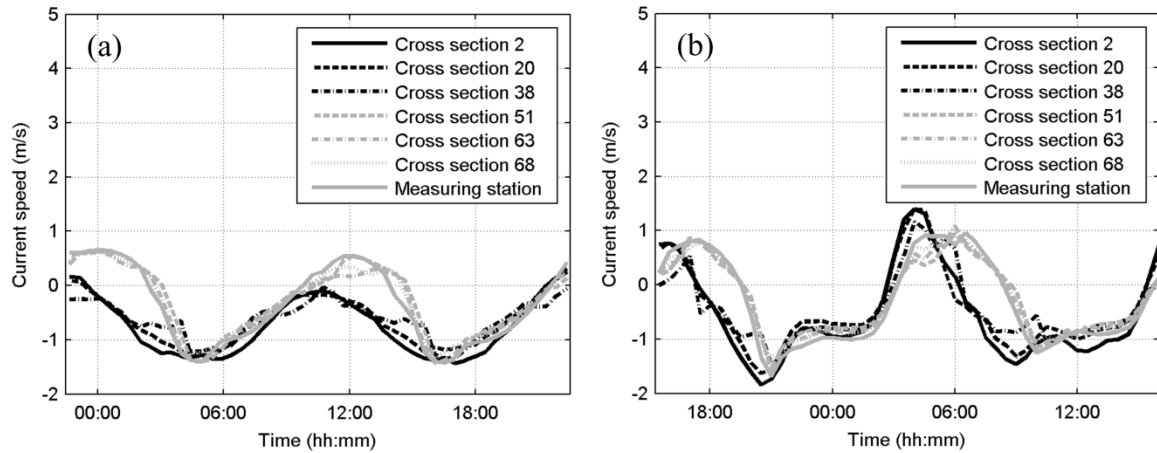 (a)
Cross section 2
Cross section 20
Cross section 38
Cross section 51
Cross section 63
Cross section 68
Measuring station
5
4
3
2
1
0
-1
-2
Current speed (m/s)
00:00 06:00 12:00 18:00
Time (hh:mm)
(b)
Cross section 2
Cross section 20
Cross section 38
Cross section 51
Cross section 63
Cross section 68
Measuring station
5
4
3
2
1
0
-1
-2
Current speed (m/s)
18:00 00:00 06:00 12:00
Time (hh:mm)